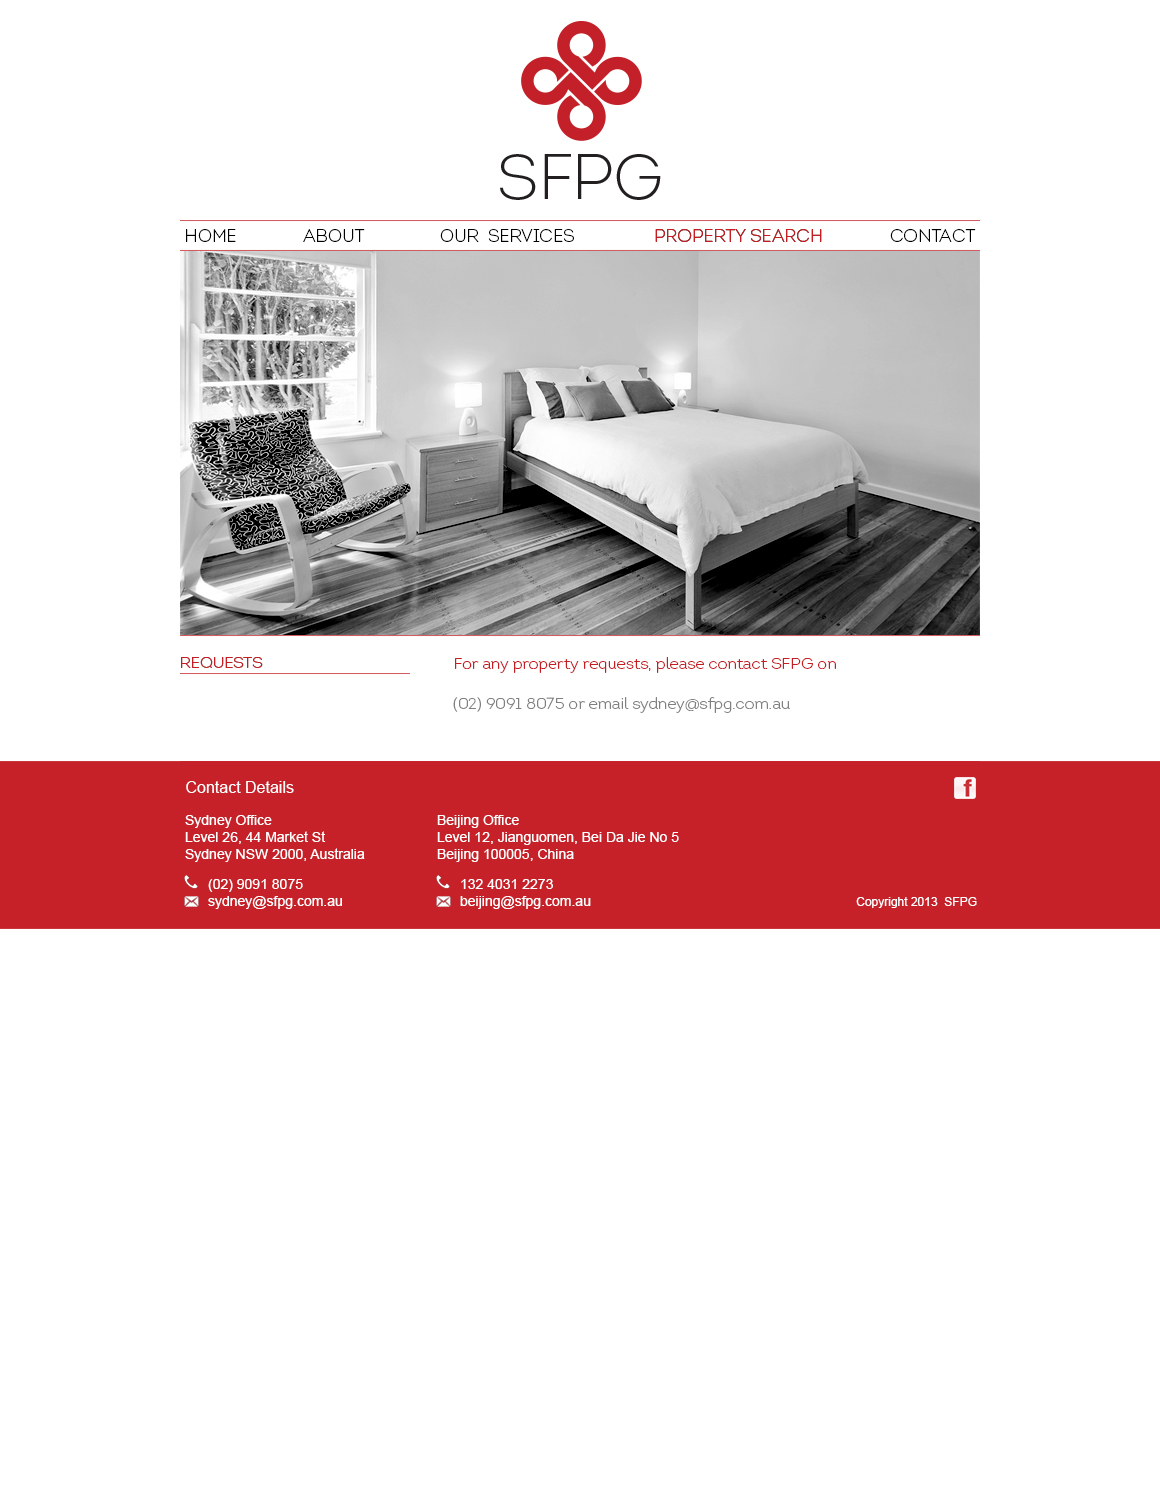 SFPG
HOME ABOUT OUR SERVICES PROPERTY SEARCH CONTACT
REQUESTS
For any property requests, please contact SFPG on
(02) 9091 8075 or email sydney@sfpg.com.au
Contact Details
Sydney Office
Level 26, 44 Market St
Sydney NSW 2000, Australia
(02) 9091 8075
sydney@sfpg.com.au
Beijing Office
Level 12, Jianguomen, Bei Da Jie No 5
Beijing 100005, China
132 4031 2273
beijing@sfpg.com.au
f
Copyright 2013 SFPG